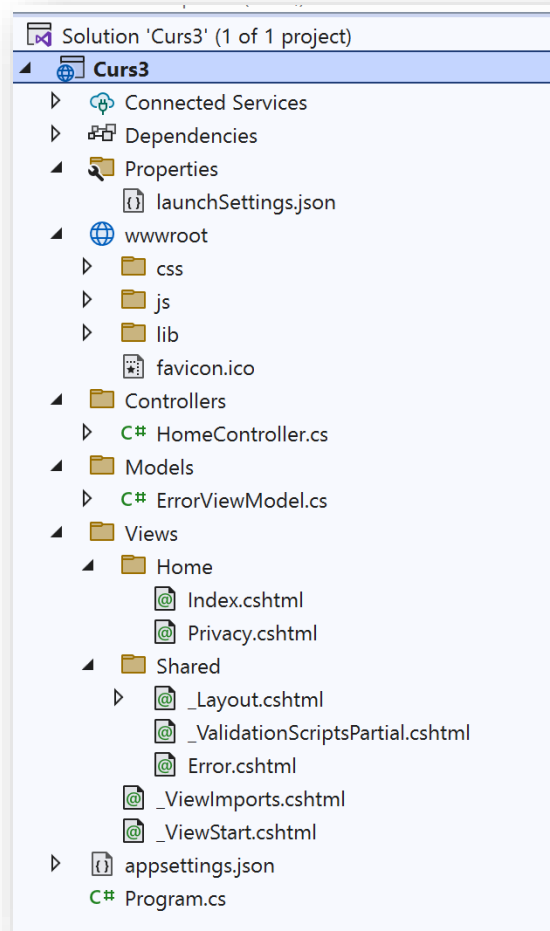 Solution 'Curs3' (1 of 1 project)
Curs3
Connected Services
Dependencies
Properties
launchSettings.json
wwwroot
css
js
lib
favicon.ico
Controllers
C# HomeController.cs
Models
C# ErrorViewModel.cs
Views
Home
Index.cshtml
Privacy.cshtml
Shared
_Layout.cshtml
_ValidationScriptsPartial.cshtml
Error.cshtml
_ViewImports.cshtml
_ViewStart.cshtml
appsettings.json
C# Program.cs